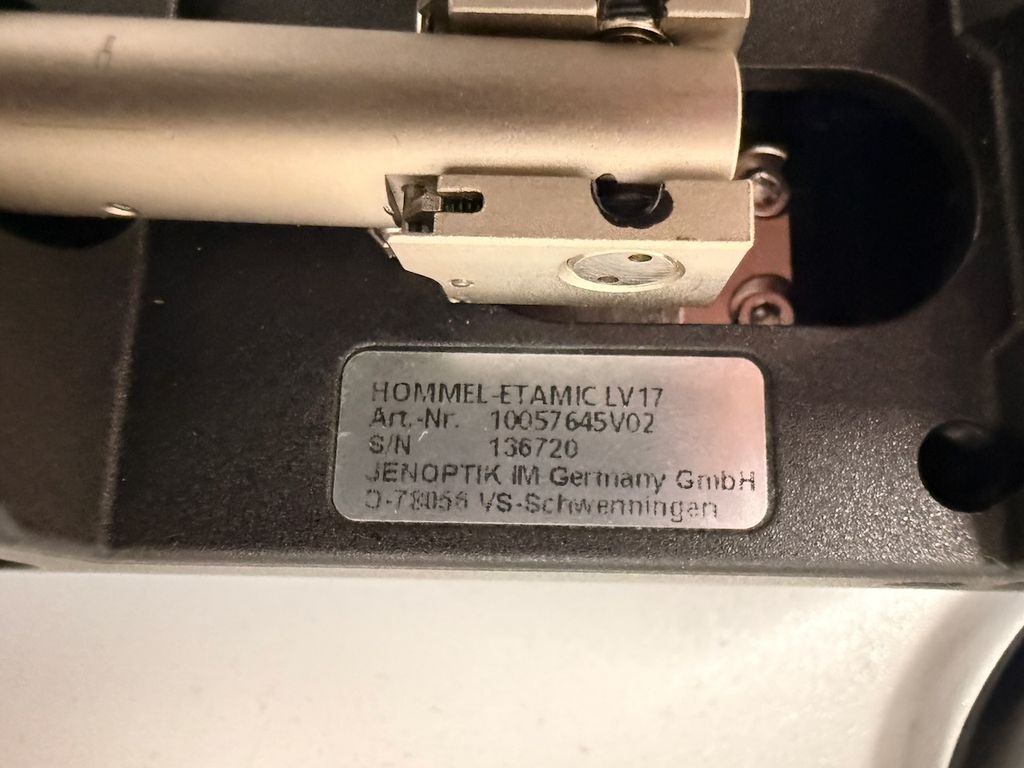 HOMMEL-ETAMIC LV17
Art.-Nr. 10057645V02
S/N 136720
JENOPTIK IM Germany GmbH
D-78056 VS-Schwenningen